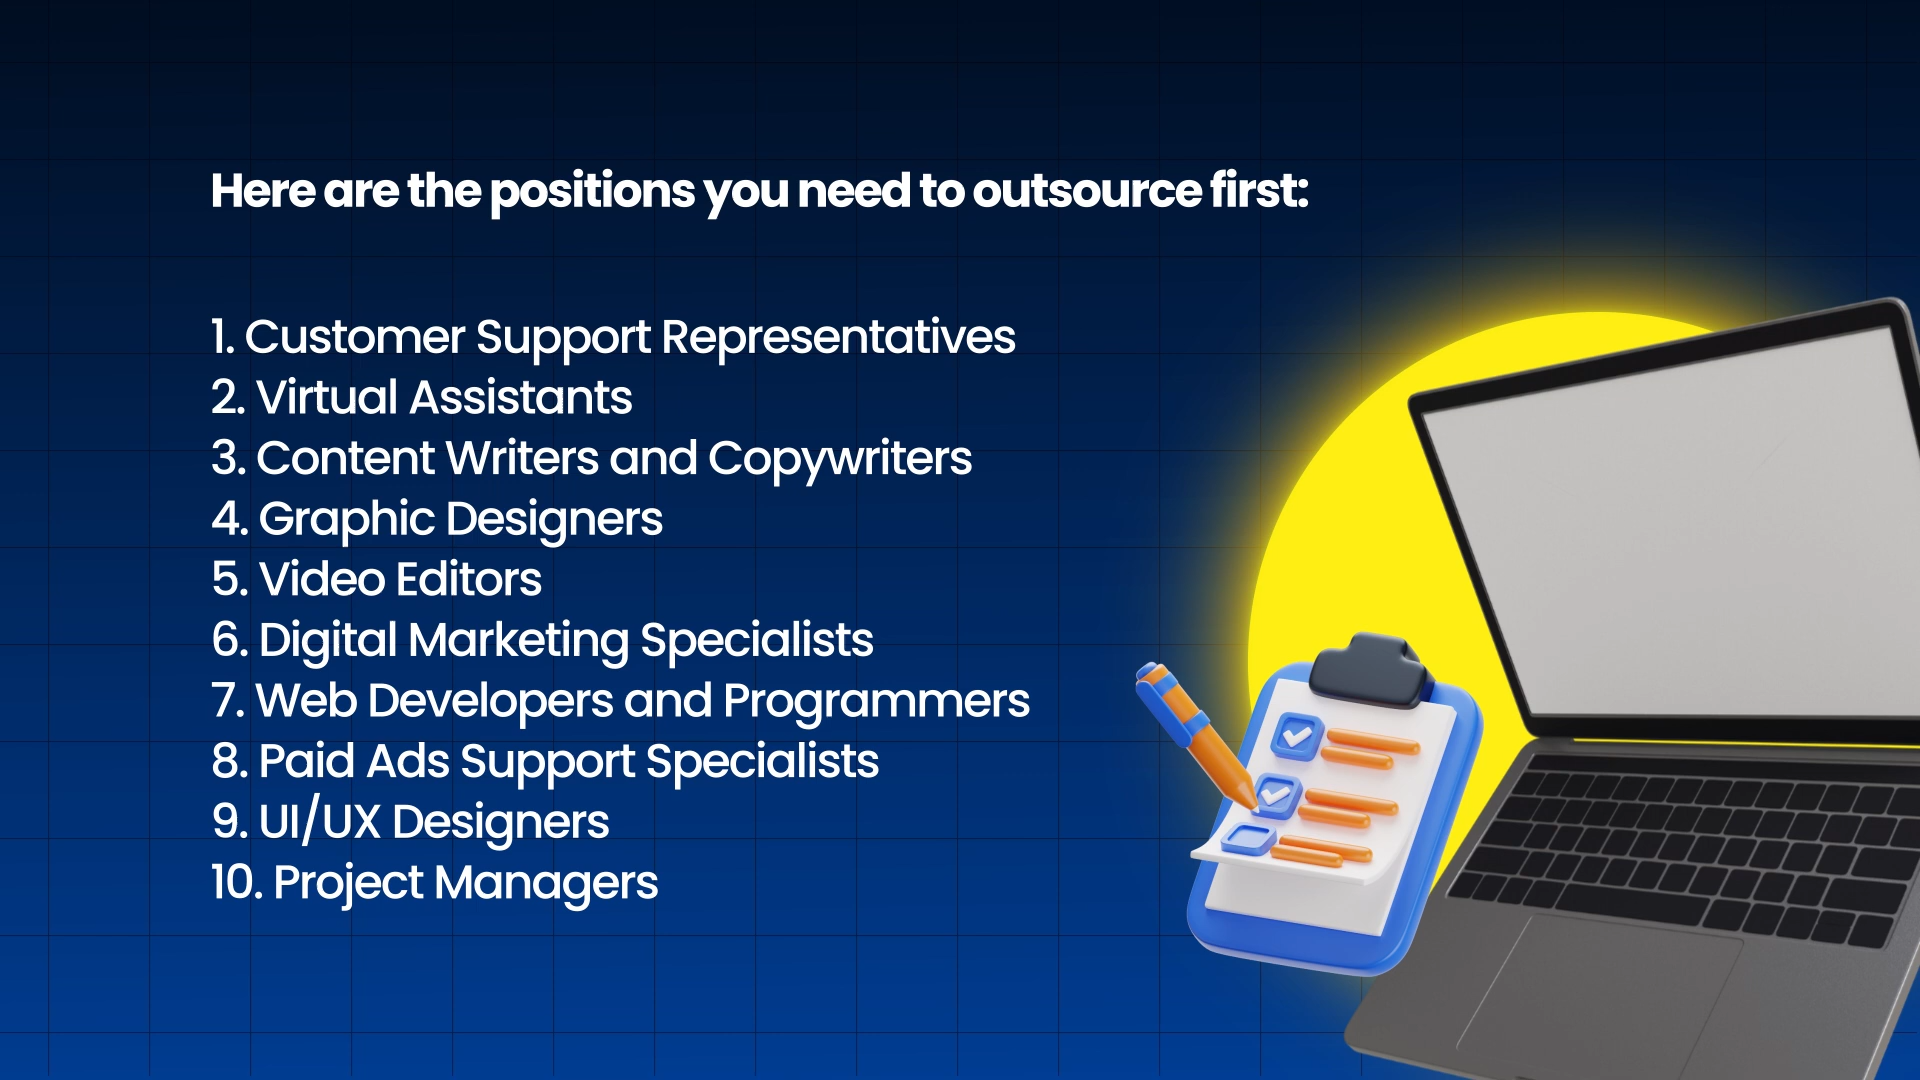 Here are the positions you need to outsource first:
1. Customer Support Representatives
2. Virtual Assistants
3. Content Writers and Copywriters
4. Graphic Designers
5. Video Editors
6. Digital Marketing Specialists
7. Web Developers and Programmers
8. Paid Ads Support Specialists
9. UI/UX Designers
10. Project Managers